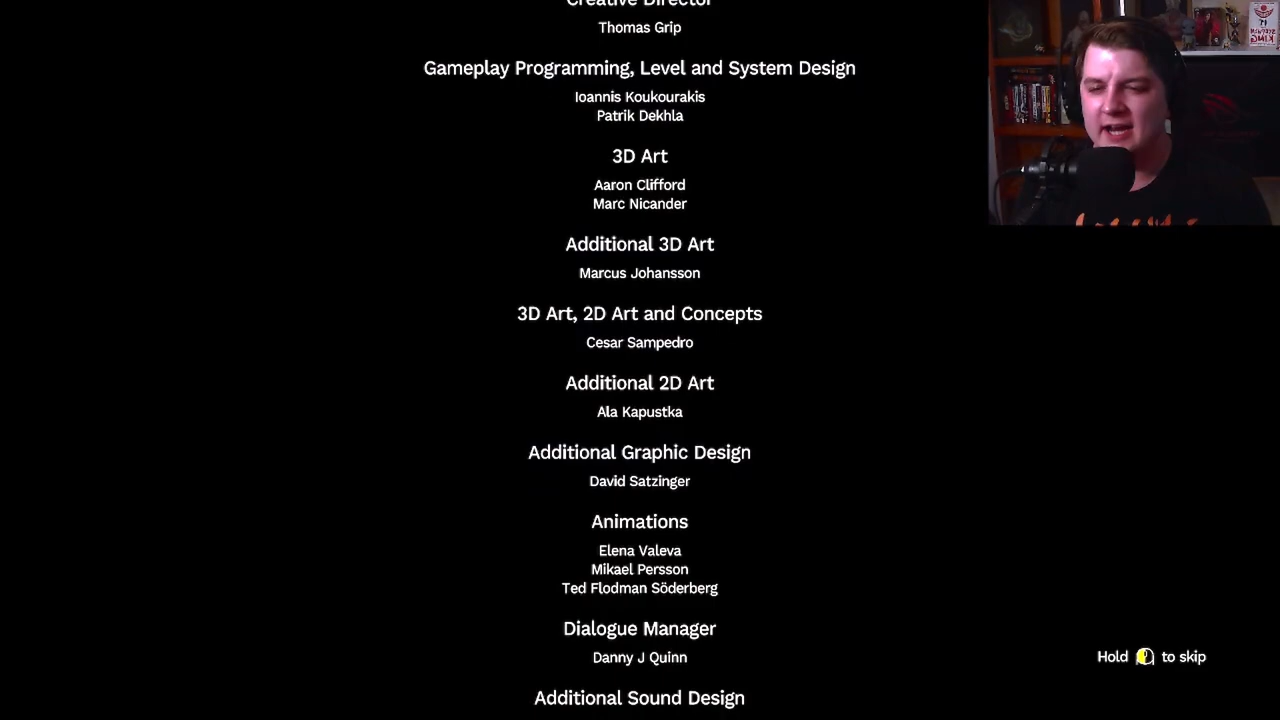 Creative Director
Thomas Grip
Gameplay Programming, Level and System Design
Ioannis Koukourakis
Patrik Dekhla
3D Art
Aaron Clifford
Marc Nicander
Additional 3D Art
Marcus Johansson
3D Art, 2D Art and Concepts
Cesar Sampedro
Additional 2D Art
Ala Kapustka
Additional Graphic Design
David Satzinger
Animations
Elena Valeva
Mikael Persson
Ted Flodman Söderberg
Dialogue Manager
Danny J Quinn
Hold to skip
Additional Sound Design